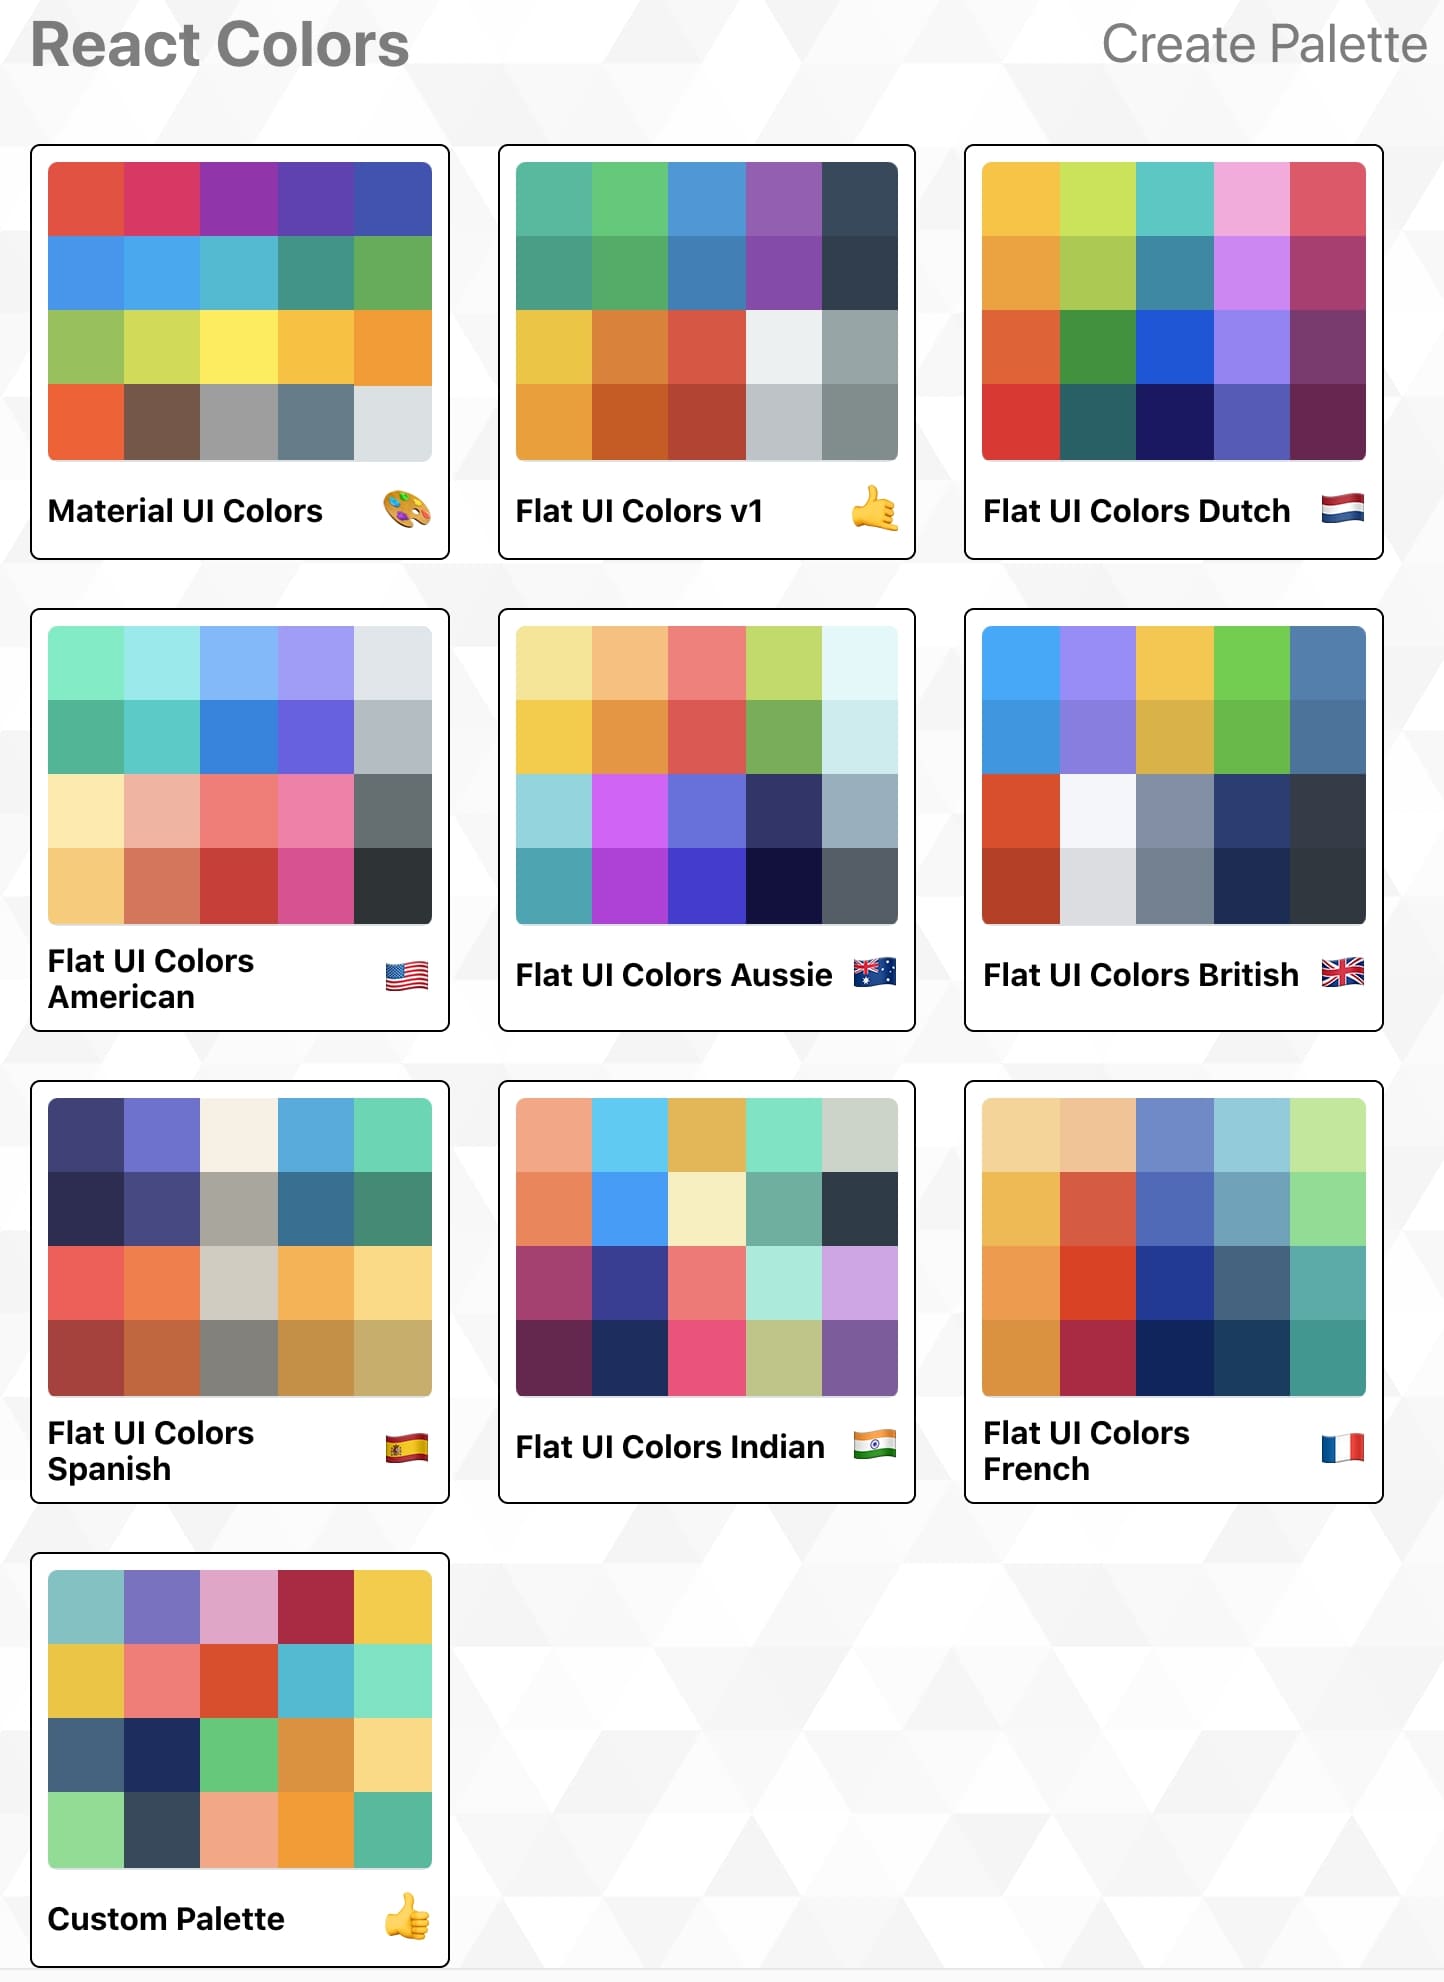 React Colors
Create Palette
Material UI Colors
Flat UI Colors v1
Flat UI Colors Dutch
Flat UI Colors
American
Flat UI Colors Aussie
Flat UI Colors British
Flat UI Colors
Spanish
Flat UI Colors Indian
Flat UI Colors
French
Custom Palette